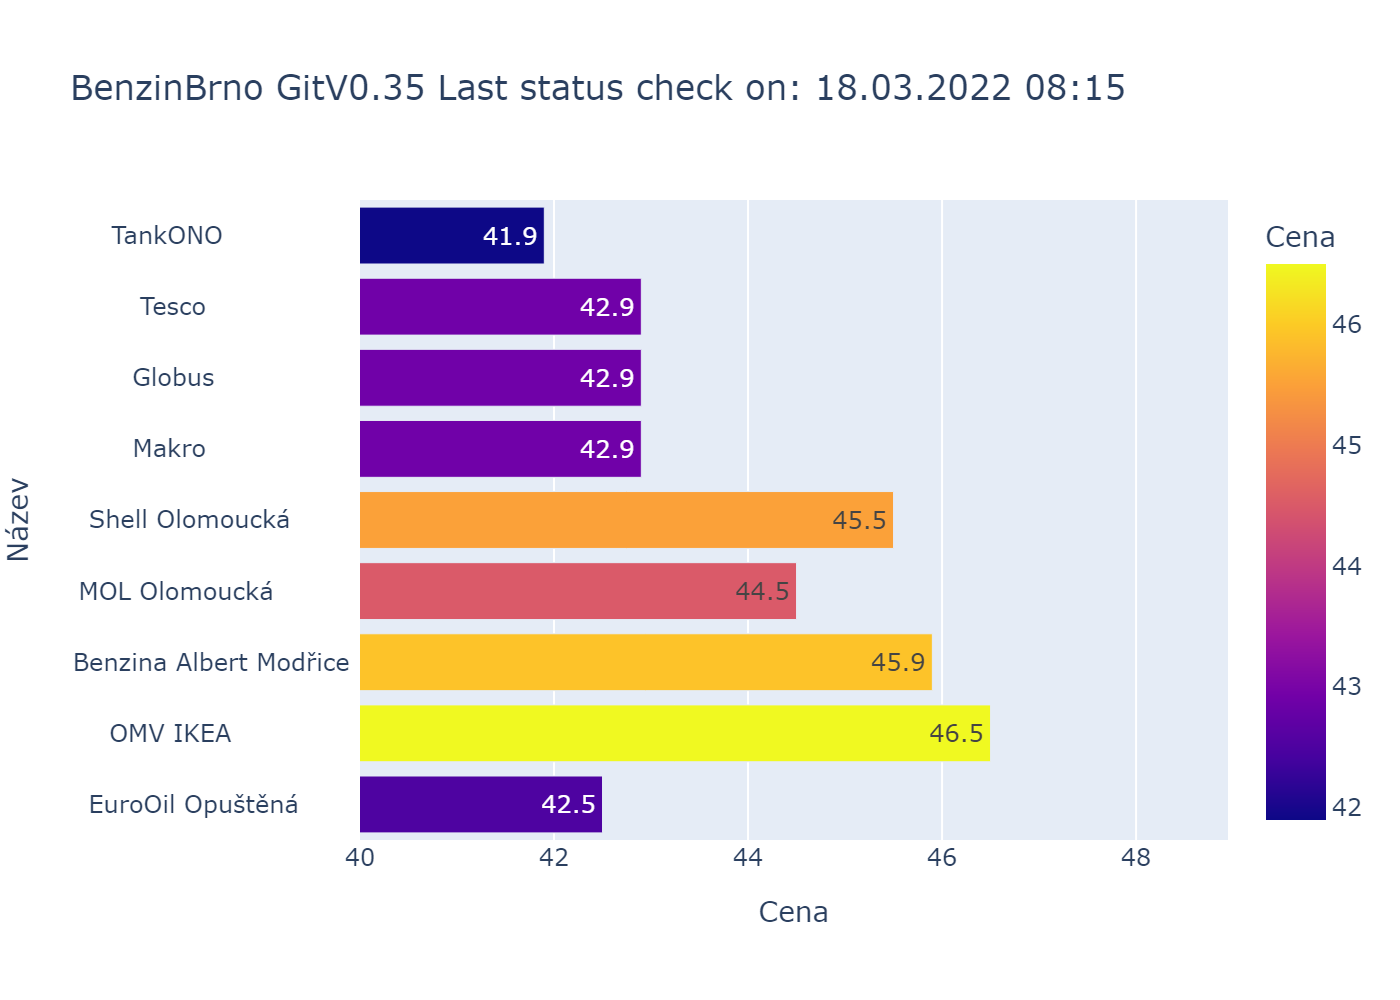 BenzinBrno GitV0.35 Last status check on: 18.03.2022 08:15
Název
TankONO
41.9
Tesco
42.9
Globus
42.9
Makro
42.9
Shell Olomoucká
45.5
MOL Olomoucká
44.5
Benzina Albert Modřice
45.9
OMV IKEA
46.5
EuroOil Opuštěná
42.5
40 42 44 46 48
Cena
Cena
46
45
44
43
42